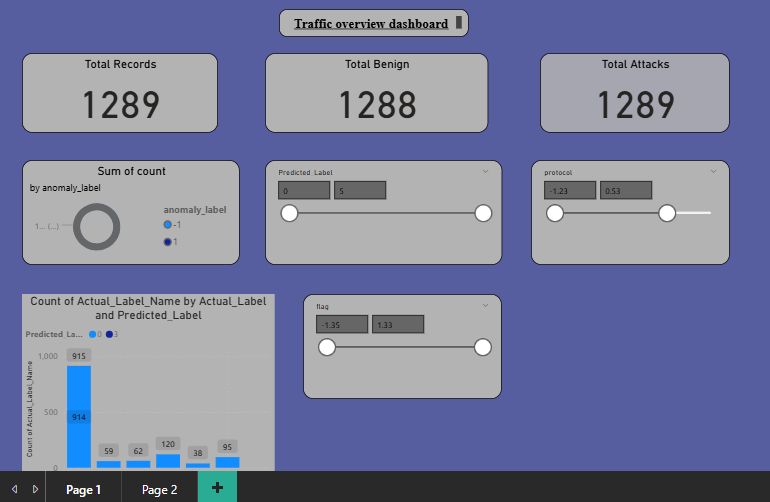 Traffic overview dashboard
Total Records
1289
Total Benign
1288
Total Attacks
1289
Sum of count
by anomaly_label
1... (...)
anomaly_label
-1
1
Predicted_Label
0
5
protocol
-1.23
0.53
Count of Actual_Label_Name by Actual_Label
and Predicted_Label
Predicted_La...
0
3
Count of Actual_Label_Name
1,000
500
0
915
914
59
62
120
38
95
flag
-1.35
1.33
Page 1
Page 2
+